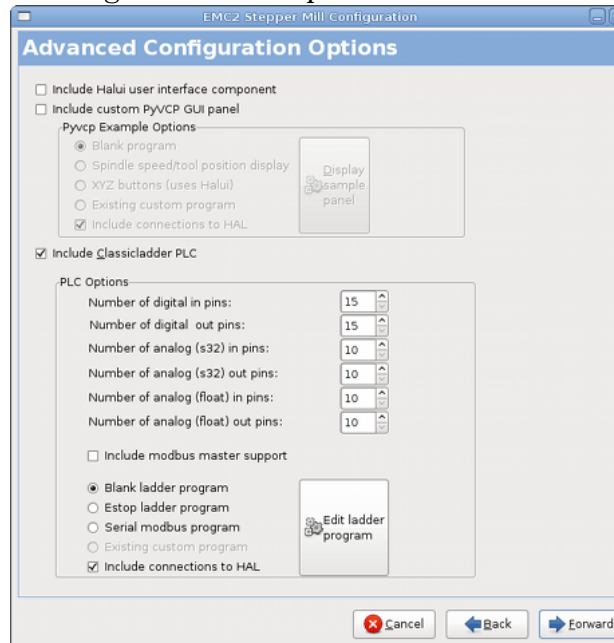 EMC2 Stepper Mill Configuration
Advanced Configuration Options
Include Halui user interface component
Include custom PyVCP GUI panel
Pyvcp Example Options
Blank program
Spindle speed/tool position display
XYZ buttons (uses Halui)
Existing custom program
Include connections to HAL
Display
sample
panel
Include Classicladder PLC
PLC Options
Number of digital in pins: 15
Number of digital out pins: 15
Number of analog (s32) in pins: 10
Number of analog (s32) out pins: 10
Number of analog (float) in pins: 10
Number of analog (float) out pins: 10
Include modbus master support
Blank ladder program
Estop ladder program
Serial modbus program
Existing custom program
Include connections to HAL
Edit ladder
program
Cancel Back Forward